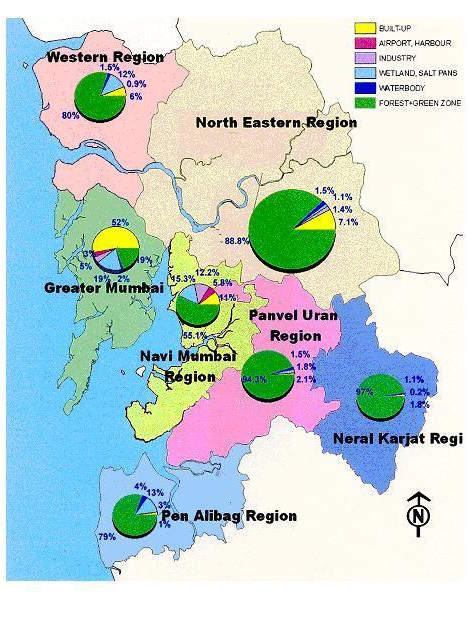 BUILT-UP
AIRPORT, HARBOUR
INDUSTRY
WETLAND, SALT PANS
WATERBODY
FOREST+GREEN ZONE
Western Region
1.5%
12%
0.9%
6%
80%
North Eastern Region
1.5%
1.1%
1.4%
7.1%
88.8%
52%
3%
5%
19%
2%
19%
Greater Mumbai
15.3%
12.2%
5.8%
11%
55.1%
Navi Mumbai
Region
Panvel Uran
Region
1.5%
1.8%
2.1%
94.3%
1.1%
0.2%
1.8%
97%
Neral Karjat Regi
4%
13%
3%
1%
79%
Pen Alibag Region
N